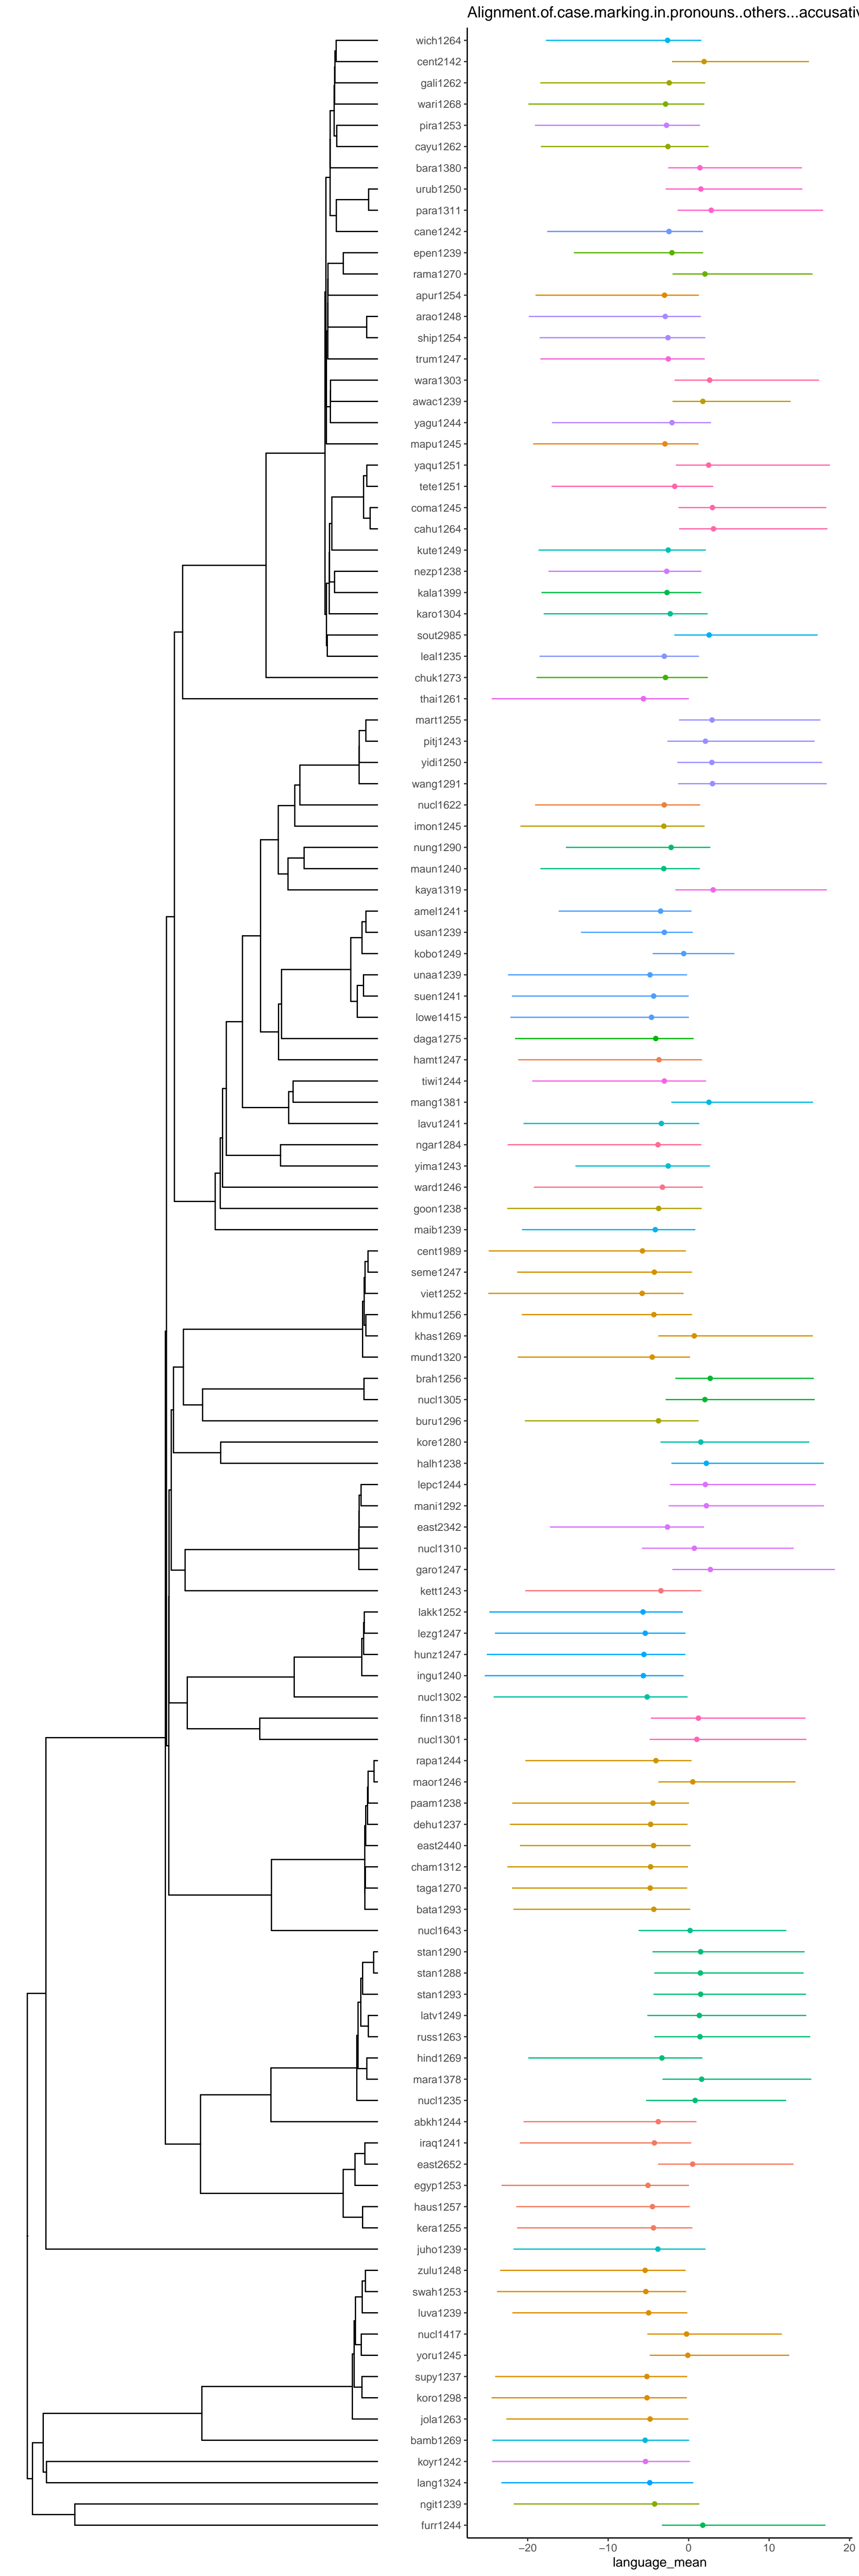 Alignment.of.case.marking.in.pronouns..others...accusativ
wich1264
cent2142
gali1262
wari1268
pira1253
cayu1262
bara1380
urub1250
para1311
cane1242
epen1239
rama1270
apur1254
arao1248
ship1254
trum1247
wara1303
awac1239
yagu1244
mapu1245
yaqu1251
tete1251
coma1245
cahu1264
kute1249
nezp1238
kala1399
karo1304
sout2985
leal1235
chuk1273
thai1261
mart1255
pitj1243
yidi1250
wang1291
nucl1622
imon1245
nung1290
maun1240
kaya1319
amel1241
usan1239
kobo1249
unaa1239
suen1241
lowe1415
daga1275
hamt1247
tiwi1244
mang1381
lavu1241
ngar1284
yima1243
ward1246
goon1238
maib1239
cent1989
seme1247
viet1252
khmu1256
khas1269
mund1320
brah1256
nucl1305
buru1296
kore1280
halh1238
lepc1244
mani1292
east2342
nucl1310
garo1247
kett1243
lakk1252
lezg1247
hunz1247
ingu1240
nucl1302
finn1318
nucl1301
rapa1244
maor1246
paam1238
dehu1237
east2440
cham1312
taga1270
bata1293
nucl1643
stan1290
stan1288
stan1293
latv1249
russ1263
hind1269
mara1378
nucl1235
abkh1244
iraq1241
east2652
egyp1253
haus1257
kera1255
juho1239
zulu1248
swah1253
luva1239
nucl1417
yoru1245
supy1237
koro1298
jola1263
bamb1269
koyr1242
lang1324
ngit1239
furr1244
−20 −10 0 10 20
language_mean